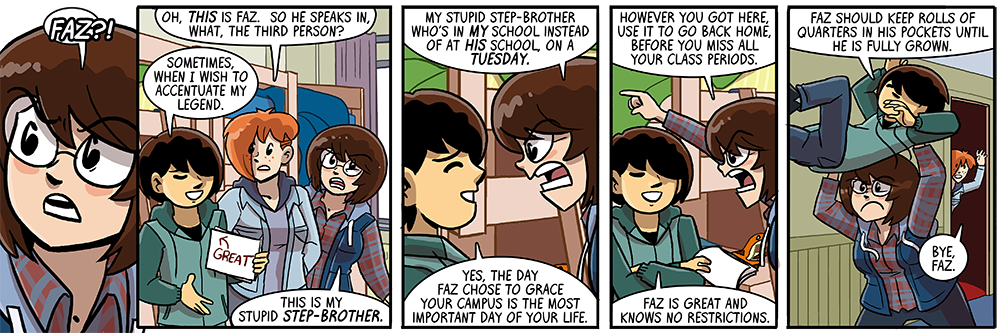 FAZ?!
OH, THIS IS FAZ. SO HE SPEAKS IN,
WHAT, THE THIRD PERSON?
SOMETIMES,
WHEN I WISH TO
ACCENTUATE MY
LEGEND.
GREAT
THIS IS MY
STUPID STEP-BROTHER.
MY STUPID STEP-BROTHER
WHO'S IN MY SCHOOL INSTEAD
OF AT HIS SCHOOL, ON A
TUESDAY.
YES, THE DAY
FAZ CHOSE TO GRACE
YOUR CAMPUS IS THE MOST
IMPORTANT DAY OF YOUR LIFE.
HOWEVER YOU GOT HERE,
USE IT TO GO BACK HOME,
BEFORE YOU MISS ALL
YOUR CLASS PERIODS.
FAZ IS GREAT AND
KNOWS NO RESTRICTIONS.
FAZ SHOULD KEEP ROLLS OF
QUARTERS IN HIS POCKETS UNTIL
HE IS FULLY GROWN.
BYE,
FAZ.